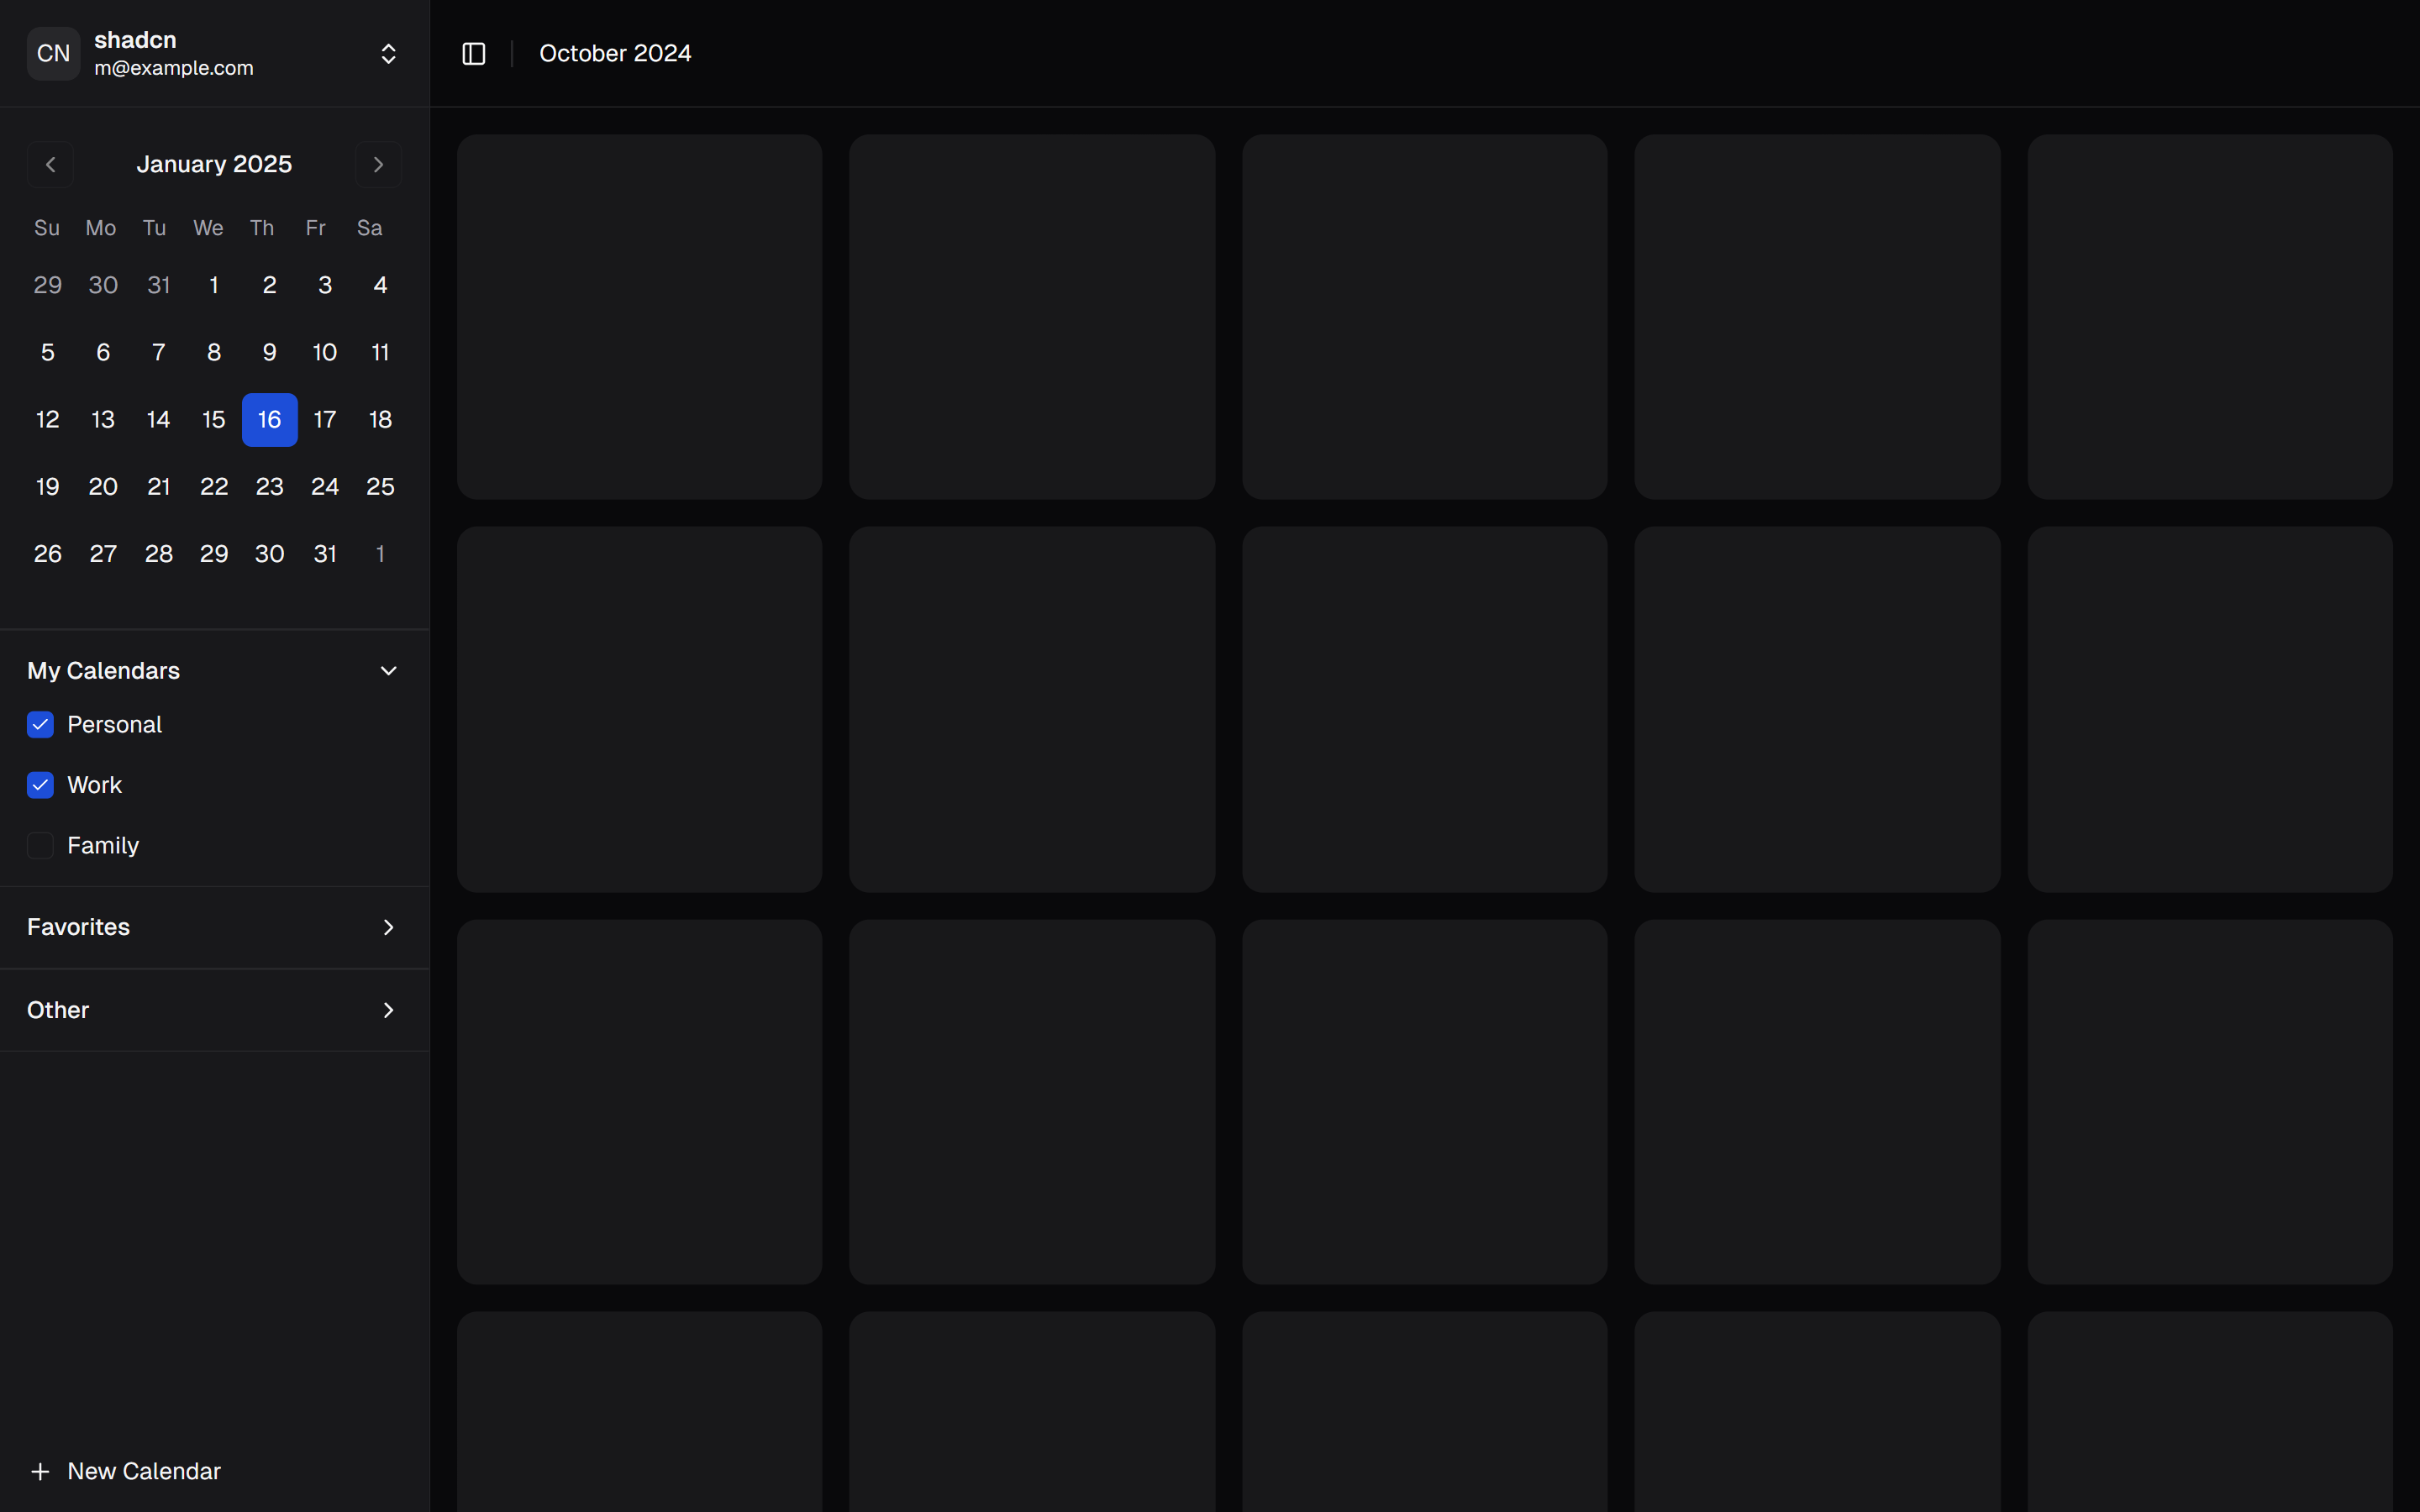 CN
shadcn
m@example.com
October 2024
January 2025
Su Mo Tu We Th Fr Sa
29 30 31 1 2 3 4
5 6 7 8 9 10 11
12 13 14 15 16 17 18
19 20 21 22 23 24 25
26 27 28 29 30 31 1
My Calendars
Personal
Work
Family
Favorites
Other
New Calendar